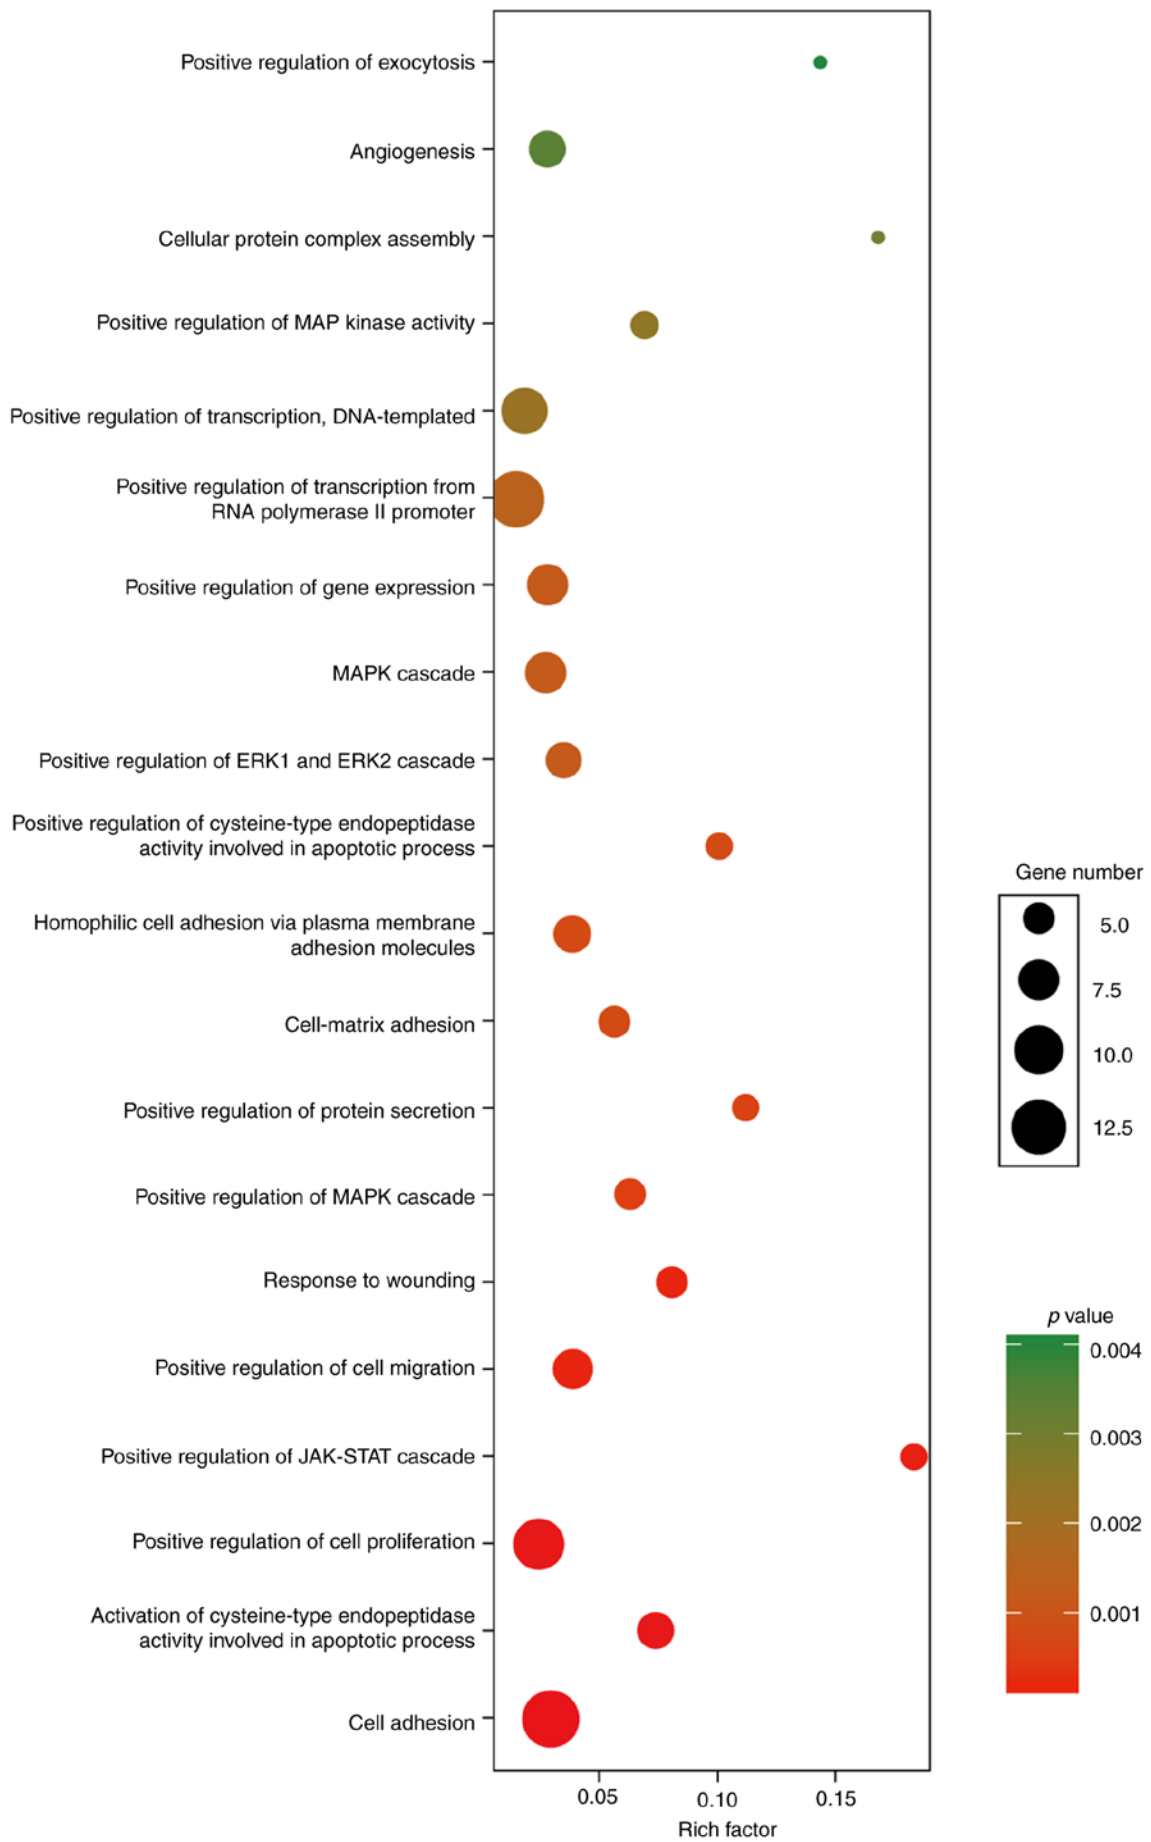 Positive regulation of exocytosis
Angiogenesis
Cellular protein complex assembly
Positive regulation of MAP kinase activity
Positive regulation of transcription, DNA-templated
Positive regulation of transcription from
RNA polymerase II promoter
Positive regulation of gene expression
MAPK cascade
Positive regulation of ERK1 and ERK2 cascade
Positive regulation of cysteine-type endopeptidase
activity involved in apoptotic process
Homophilic cell adhesion via plasma membrane
adhesion molecules
Cell-matrix adhesion
Positive regulation of protein secretion
Positive regulation of MAPK cascade
Response to wounding
Positive regulation of cell migration
Positive regulation of JAK-STAT cascade
Positive regulation of cell proliferation
Activation of cysteine-type endopeptidase
activity involved in apoptotic process
Cell adhesion
0.05 0.10 0.15
Rich factor
Gene number
5.0
7.5
10.0
12.5
p value
0.004
0.003
0.002
0.001